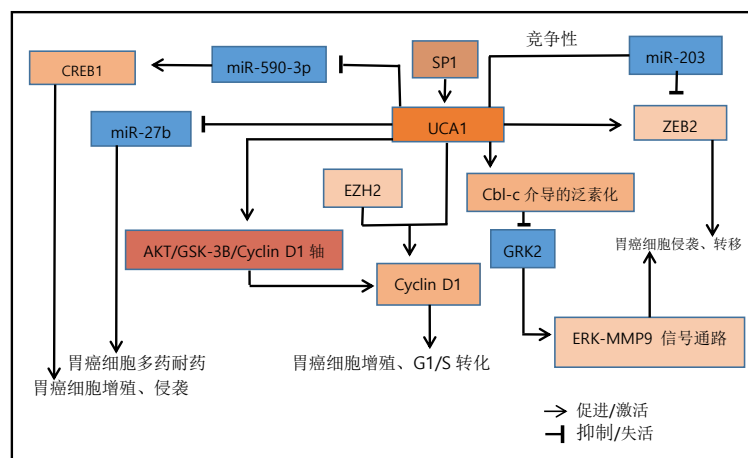 竞争性
CREB1
miR-590-3p
SP1
miR-203
miR-27b
UCA1
ZEB2
EZH2
Cbl-c 介导的泛素化
AKT/GSK-3B/Cyclin D1 轴
GRK2
胃癌细胞侵袭、转移
Cyclin D1
ERK-MMP9 信号通路
胃癌细胞多药耐药
胃癌细胞增殖、G1/S 转化
胃癌细胞增殖、侵袭
促进/激活
抑制/失活